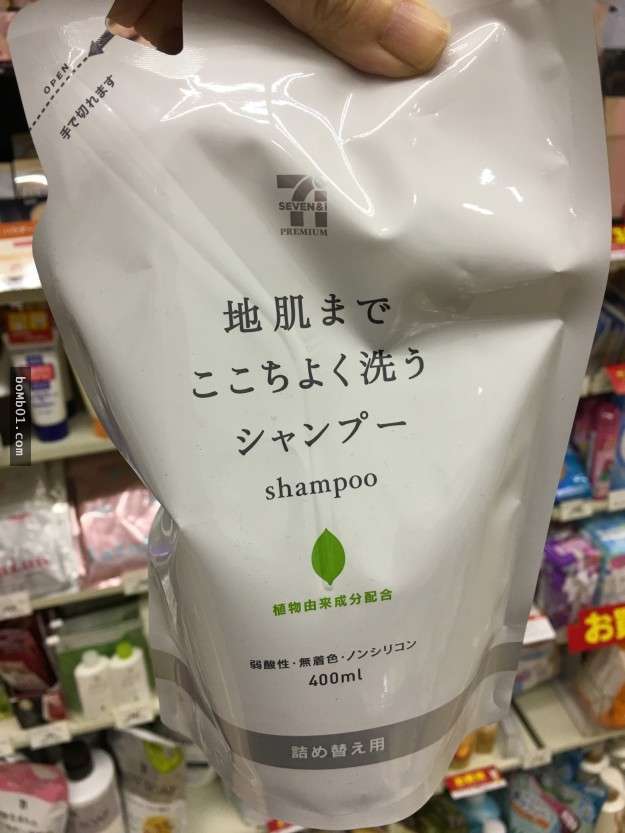 OPEN
手で切れます
SEVEN&i
PREMIUM
地肌まで
ここちよく洗う
シャンプー
shampoo
植物由来成分配合
弱酸性・無着色・ノンシリコン
400ml
詰め替え用
boMb01.com
お買